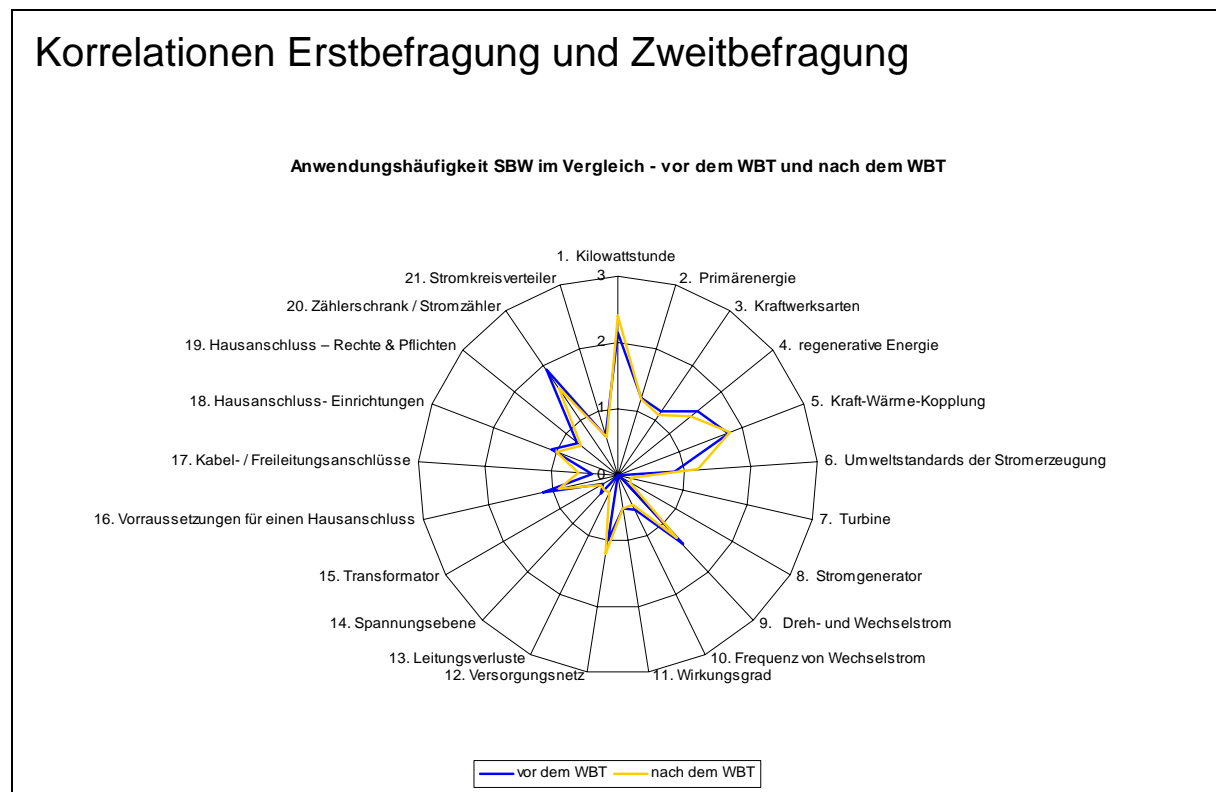 Korrelationen Erstbefragung und Zweitbefragung
Anwendungshäufigkeit SBW im Vergleich - vor dem WBT und nach dem WBT
1. Kilowattstunde
2. Primärenergie
3. Kraftwerksarten
4. regenerative Energie
5. Kraft-Wärme-Kopplung
6. Umweltstandards der Stromerzeugung
7. Turbine
8. Stromgenerator
9. Dreh- und Wechselstrom
10. Frequenz von Wechselstrom
11. Wirkungsgrad
12. Versorgungsnetz
13. Leitungsverluste
14. Spannungsebene
15. Transformator
16. Vorraussetzungen für einen Hausanschluss
17. Kabel- / Freileitungsanschlüsse
18. Hausanschluss- Einrichtungen
19. Hausanschluss – Rechte & Pflichten
20. Zählerschrank / Stromzähler
21. Stromkreisverteiler
3
2
1
0
vor dem WBT nach dem WBT